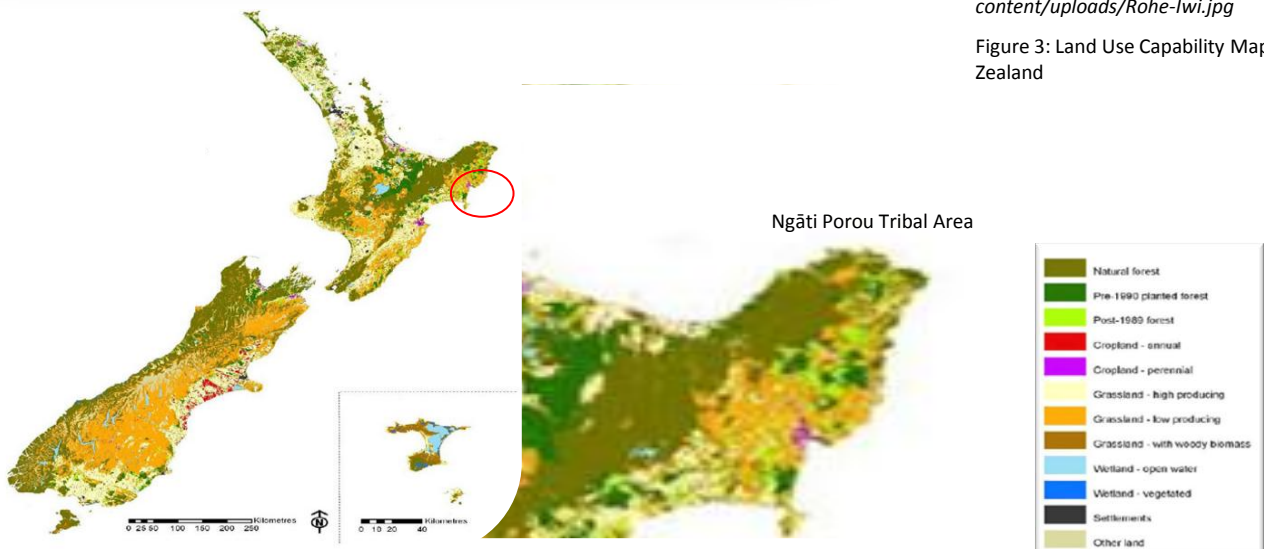 content/uploads/Rohe-Iwi.jpg
Figure 3: Land Use Capability Map
Zealand
Ngāti Porou Tribal Area
Natural forest
Pre-1990 planted forest
Post-1989 forest
Cropland - annual
Cropland - perennial
Grassland - high producing
Grassland - low producing
Grassland - with woody biomass
Wetland - open water
Wetland - vegetated
Settlements
Other land
0 25 50 100 150 200 250 Kilometres
N
0 10 20 40 Kilometres